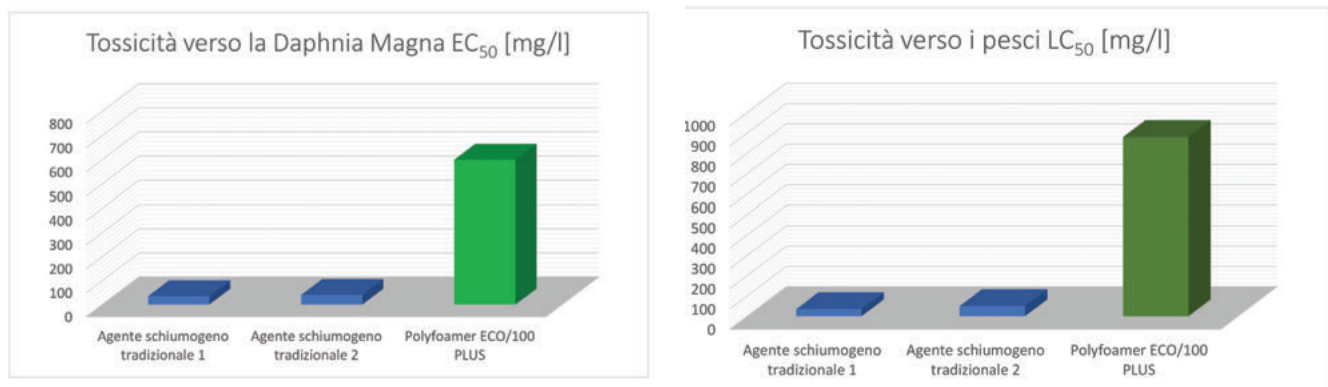 Tossicità verso la Daphnia Magna EC50 [mg/l]
800
700
600
500
400
300
200
100
0
Agente schiumogeno
tradizionale 1
Agente schiumogeno
tradizionale 2
Polyfoamer ECO/100
PLUS
Tossicità verso i pesci LC50 [mg/l]
1000
900
800
700
600
500
400
300
200
100
0
Agente schiumogeno
tradizionale 1
Agente schiumogeno
tradizionale 2
Polyfoamer ECO/100
PLUS